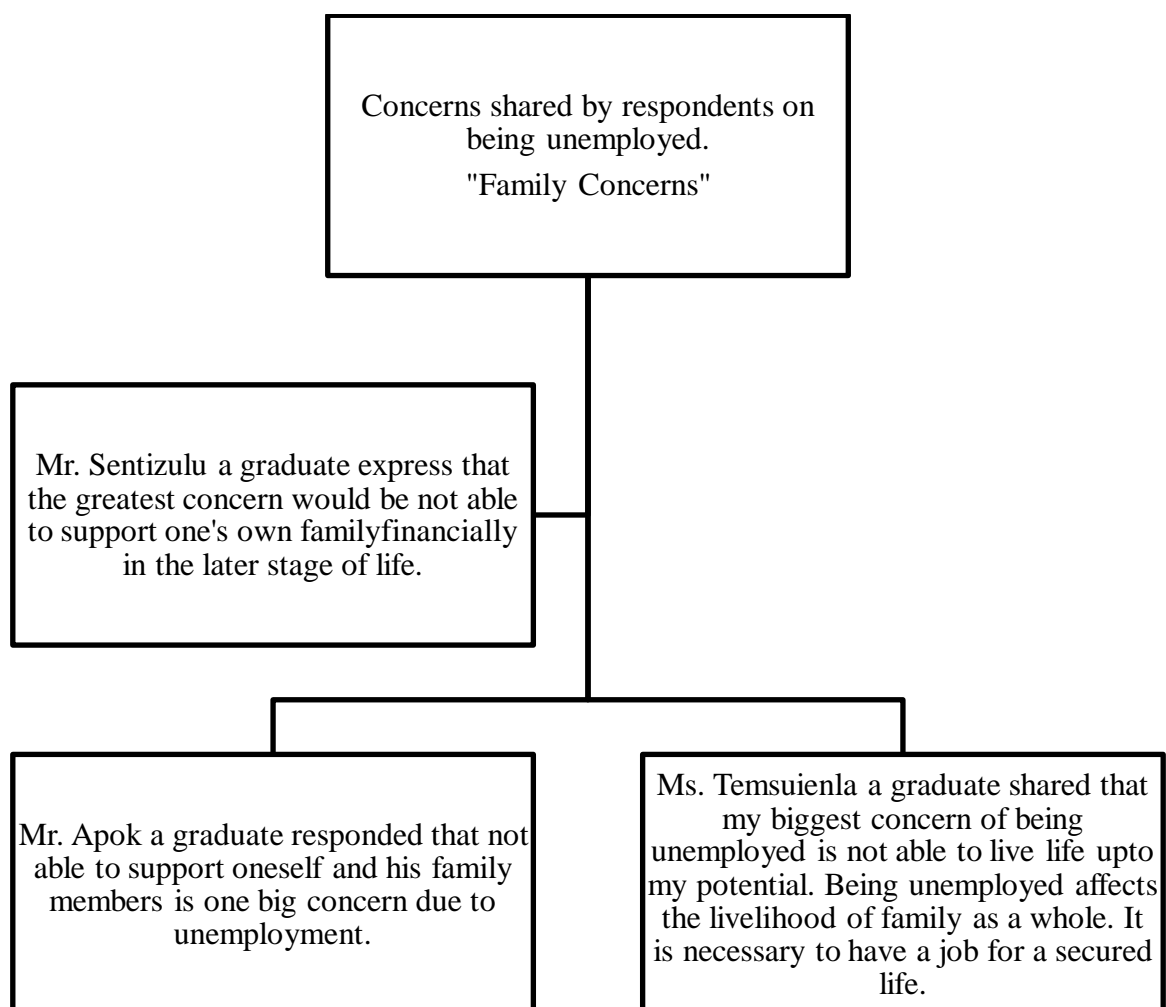 Concerns shared by respondents on
being unemployed.
"Family Concerns"
Mr. Sentizulu a graduate express that
the greatest concern would be not able
to support one's own familyfinancially
in the later stage of life.
Mr. Apok a graduate responded that not
able to support oneself and his family
members is one big concern due to
unemployment.
Ms. Temsuienla a graduate shared that
my biggest concern of being
unemployed is not able to live life upto
my potential. Being unemployed affects
the livelihood of family as a whole. It
is necessary to have a job for a secured
life.